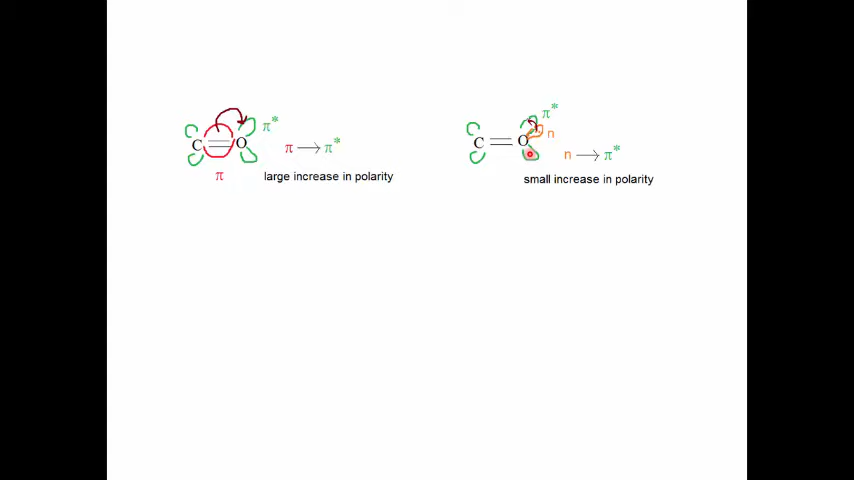 C=O π* π ⟶ π*
π large increase in polarity
C=O π* n n ⟶ π*
small increase in polarity